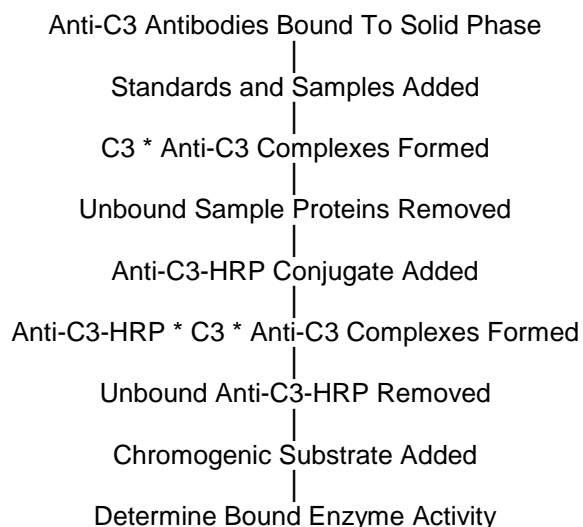 Anti-C3 Antibodies Bound To Solid Phase
Standards and Samples Added
C3 * Anti-C3 Complexes Formed
Unbound Sample Proteins Removed
Anti-C3-HRP Conjugate Added
Anti-C3-HRP * C3 * Anti-C3 Complexes Formed
Unbound Anti-C3-HRP Removed
Chromogenic Substrate Added
Determine Bound Enzyme Activity